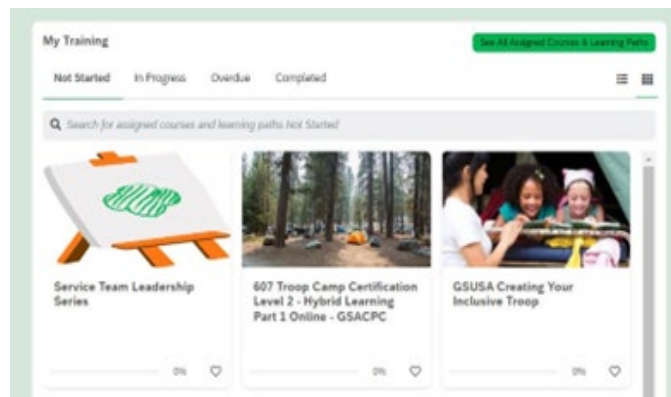 My Training
See All Assigned Courses & Learning Paths
Not Started In Progress Overdue Completed
Search for assigned courses and learning paths Not Started
Service Team Leadership
Series
607 Troop Camp Certification
Level 2 - Hybrid Learning
Part 1 Online - GSACPC
GSUSA Creating Your
Inclusive Troop
0% 0% 0%